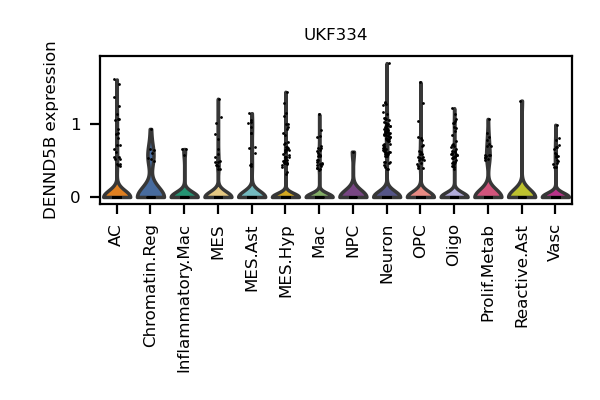 UKF334
DENND5B expression
1
0
AC
Chromatin.Reg
Inflammatory.Mac
MES
MES.Ast
MES.Hyp
Mac
NPC
Neuron
OPC
Oligo
Prolif.Metab
Reactive.Ast
Vasc